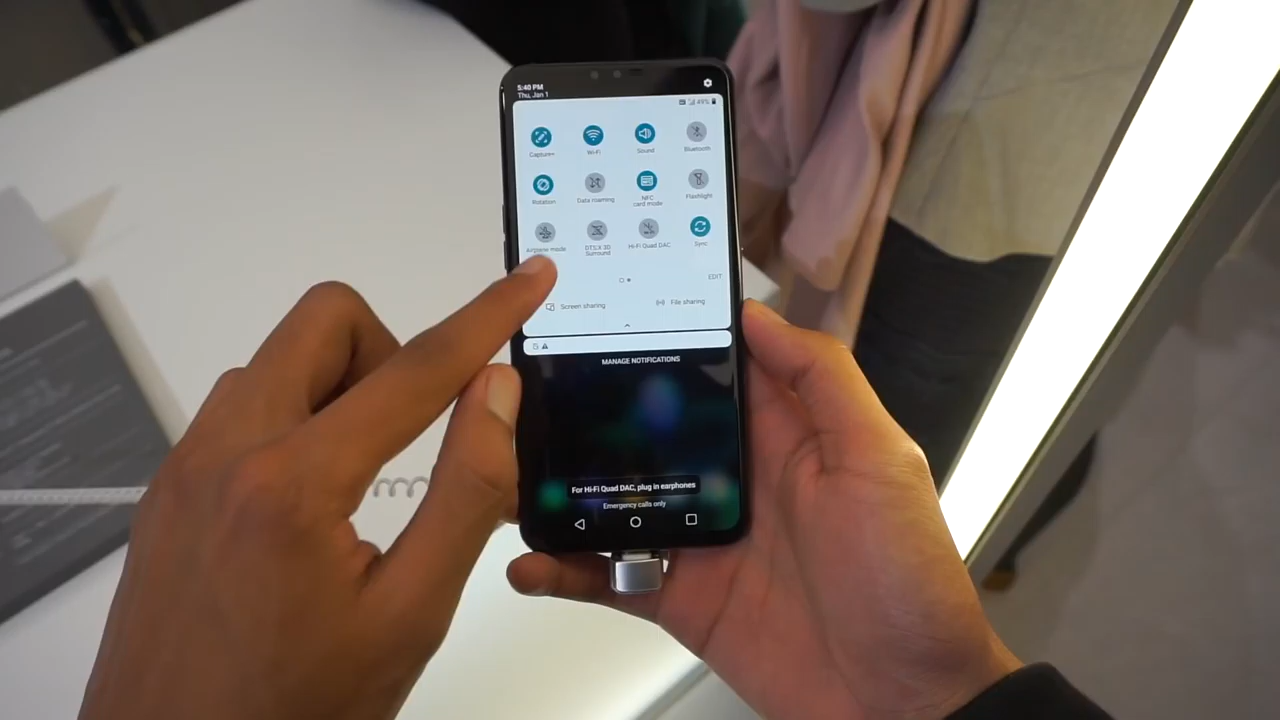 5:40 PM
Thu, Jan 1
49%
Capture+
Wi-Fi
Sound
Bluetooth
Rotation
Data roaming
NFC
card mode
Flashlight
Airplane mode
DTS:X 3D
Surround
Hi-Fi Quad DAC
Sync
EDIT
Screen sharing
File sharing
MANAGE NOTIFICATIONS
For Hi-Fi Quad DAC, plug in earphones
Emergency calls only